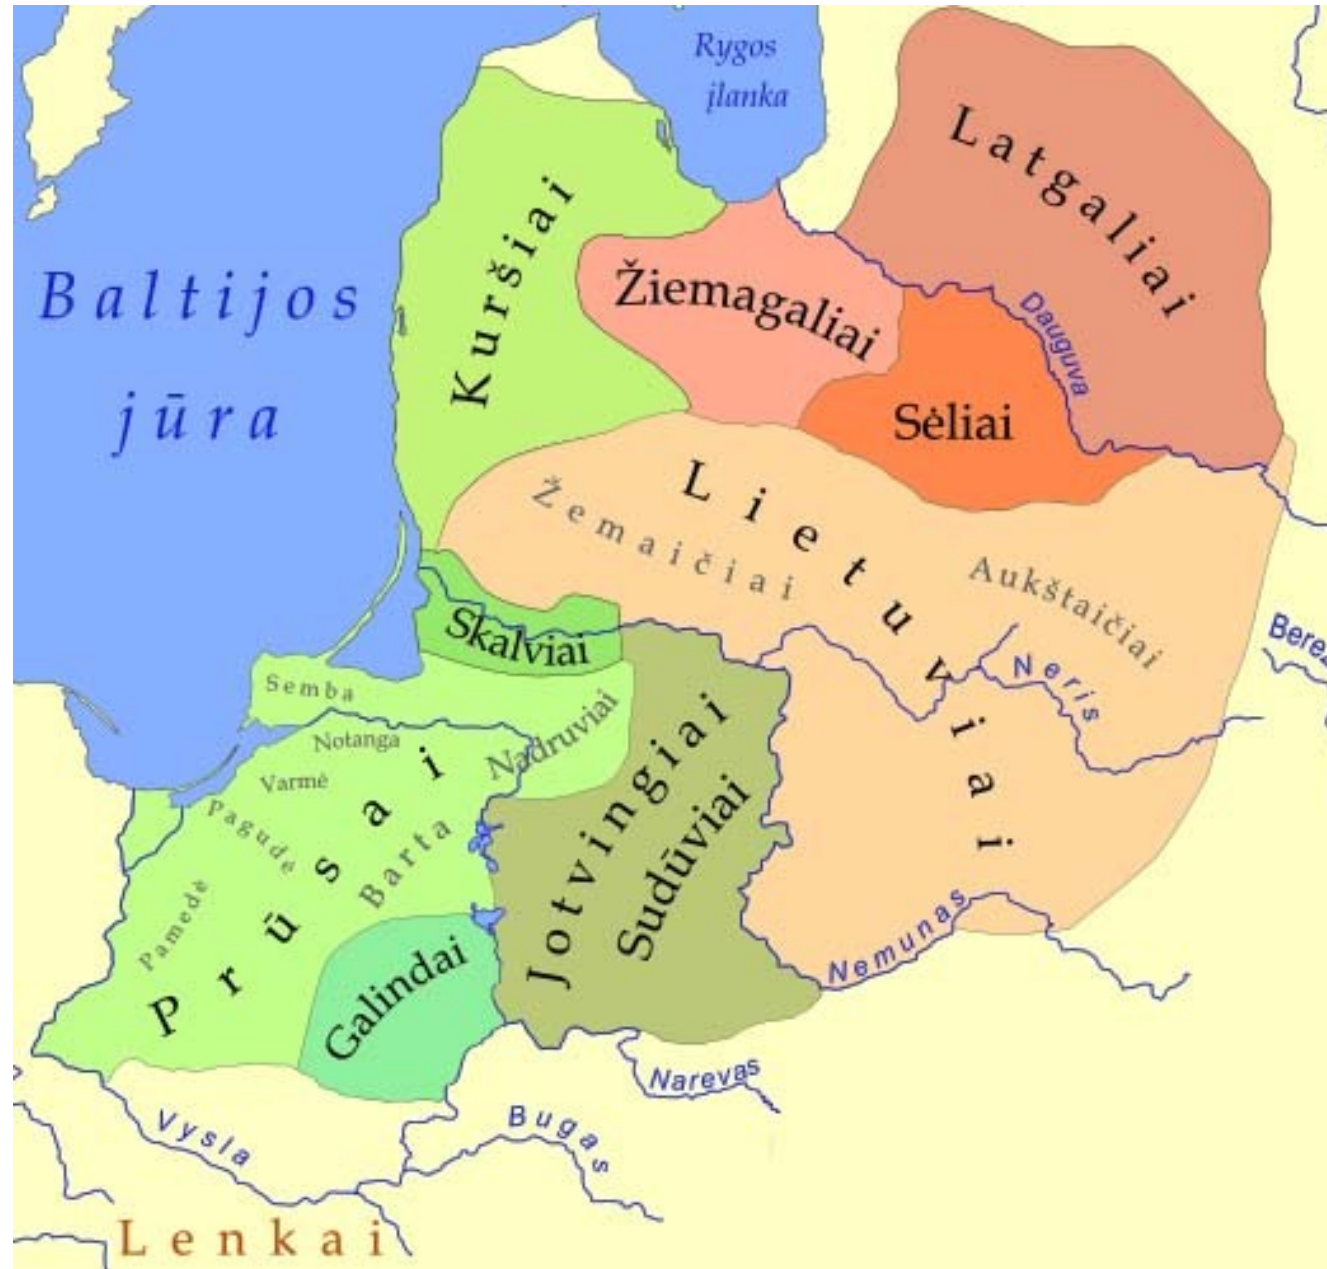 Rygos
įlanka
Latgaliai
Kuršiai
Baltijos
jūra
Žiemagaliai
Dauguva
Sėliai
Lietuviai
Žemaičiai
Aukštaičiai
Skalviai
Neris
Semba
Notanga
Nadruviai
Varmė
Pagudė
Barta
Pamedė
Prūsai
Jotvingiai
Sudūviai
Galindai
Nemunas
Narevas
Bugas
Vysla
Lenkai